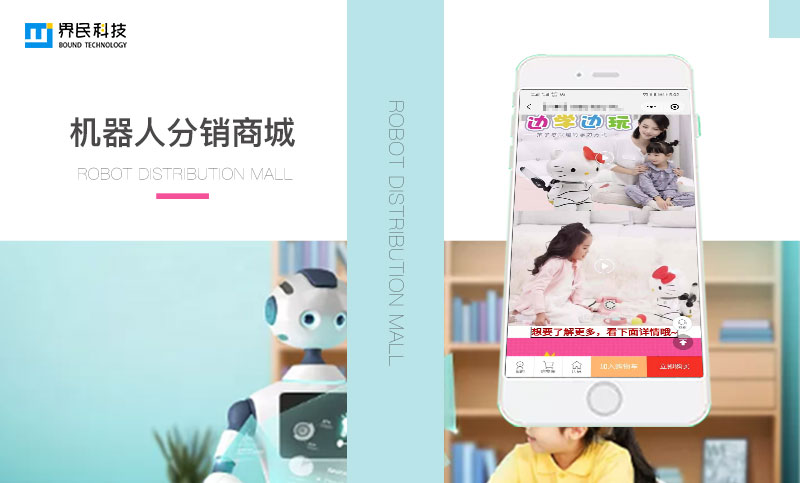 界民科技
BOUND TECHNOLOGY
机器人分销商城
ROBOT DISTRIBUTION MALL
ROBOT DISTRIBUTION MALL
边学边玩
想要了解更多，看下面详情哦~
加入购物车
立即购买